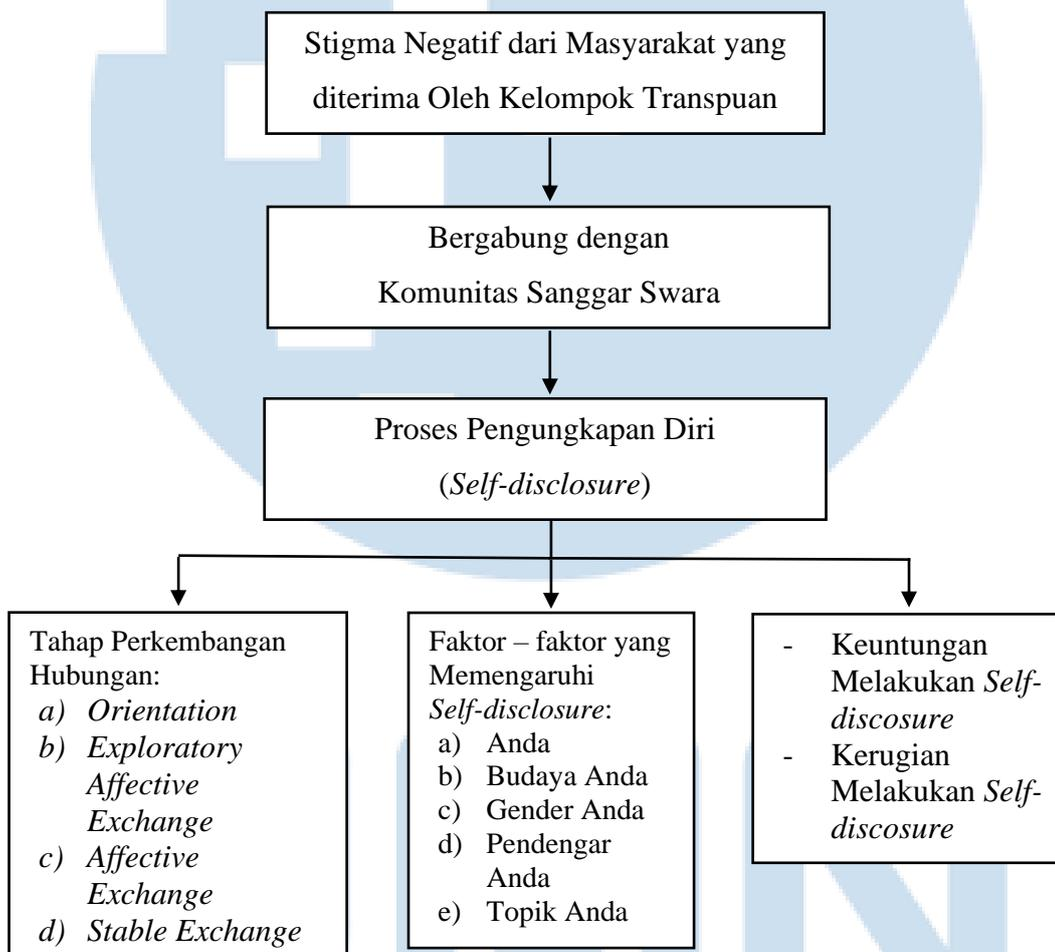 Stigma Negatif dari Masyarakat yang
diterima Oleh Kelompok Transpuan
Bergabung dengan
Komunitas Sanggar Swara
Proses Pengungkapan Diri
(Self-disclosure)
Tahap Perkembangan
Hubungan:
a) Orientation
b) Exploratory
Affective
Exchange
c) Affective
Exchange
d) Stable Exchange
Faktor – faktor yang
Memengaruhi
Self-disclosure:
a) Anda
b) Budaya Anda
c) Gender Anda
d) Pendengar
Anda
e) Topik Anda
- Keuntungan
Melakukan Self-
discosure
- Kerugian
Melakukan Self-
discosure